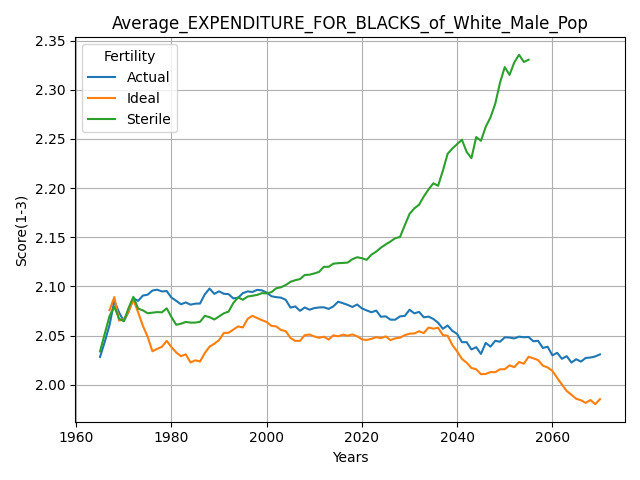 Average_EXPENDITURE_FOR_BLACKS_of_White_Male_Pop
2.35
2.30
2.25
2.20
2.15
2.10
2.05
2.00
Score(1-3)
Fertility
Actual
Ideal
Sterile
1960
1980
2000
2020
2040
2060
Years